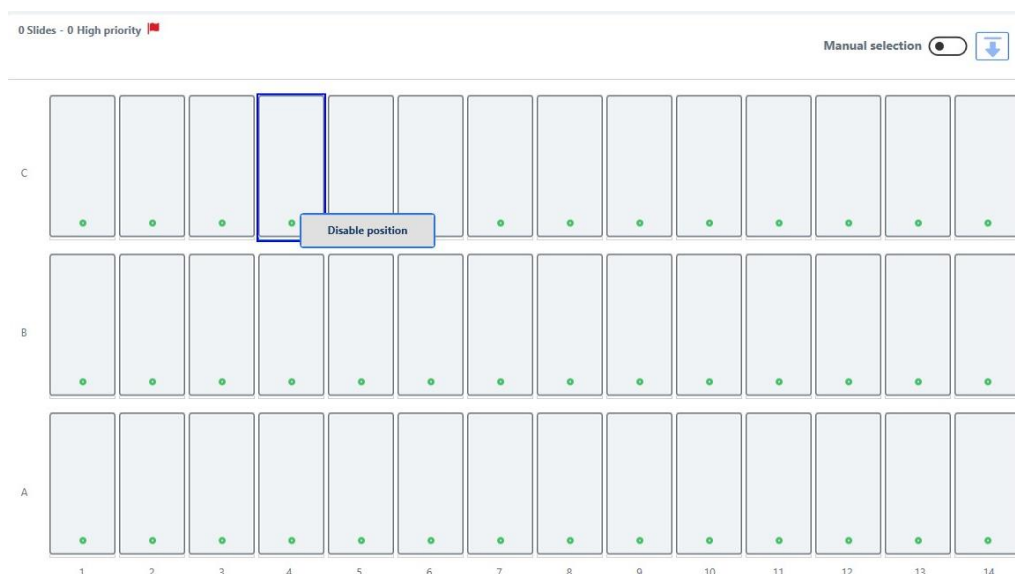 0 Slides - 0 High priority
Manual selection
C
Disable position
B
A
1 2 3 4 5 6 7 8 9 10 11 12 13 14